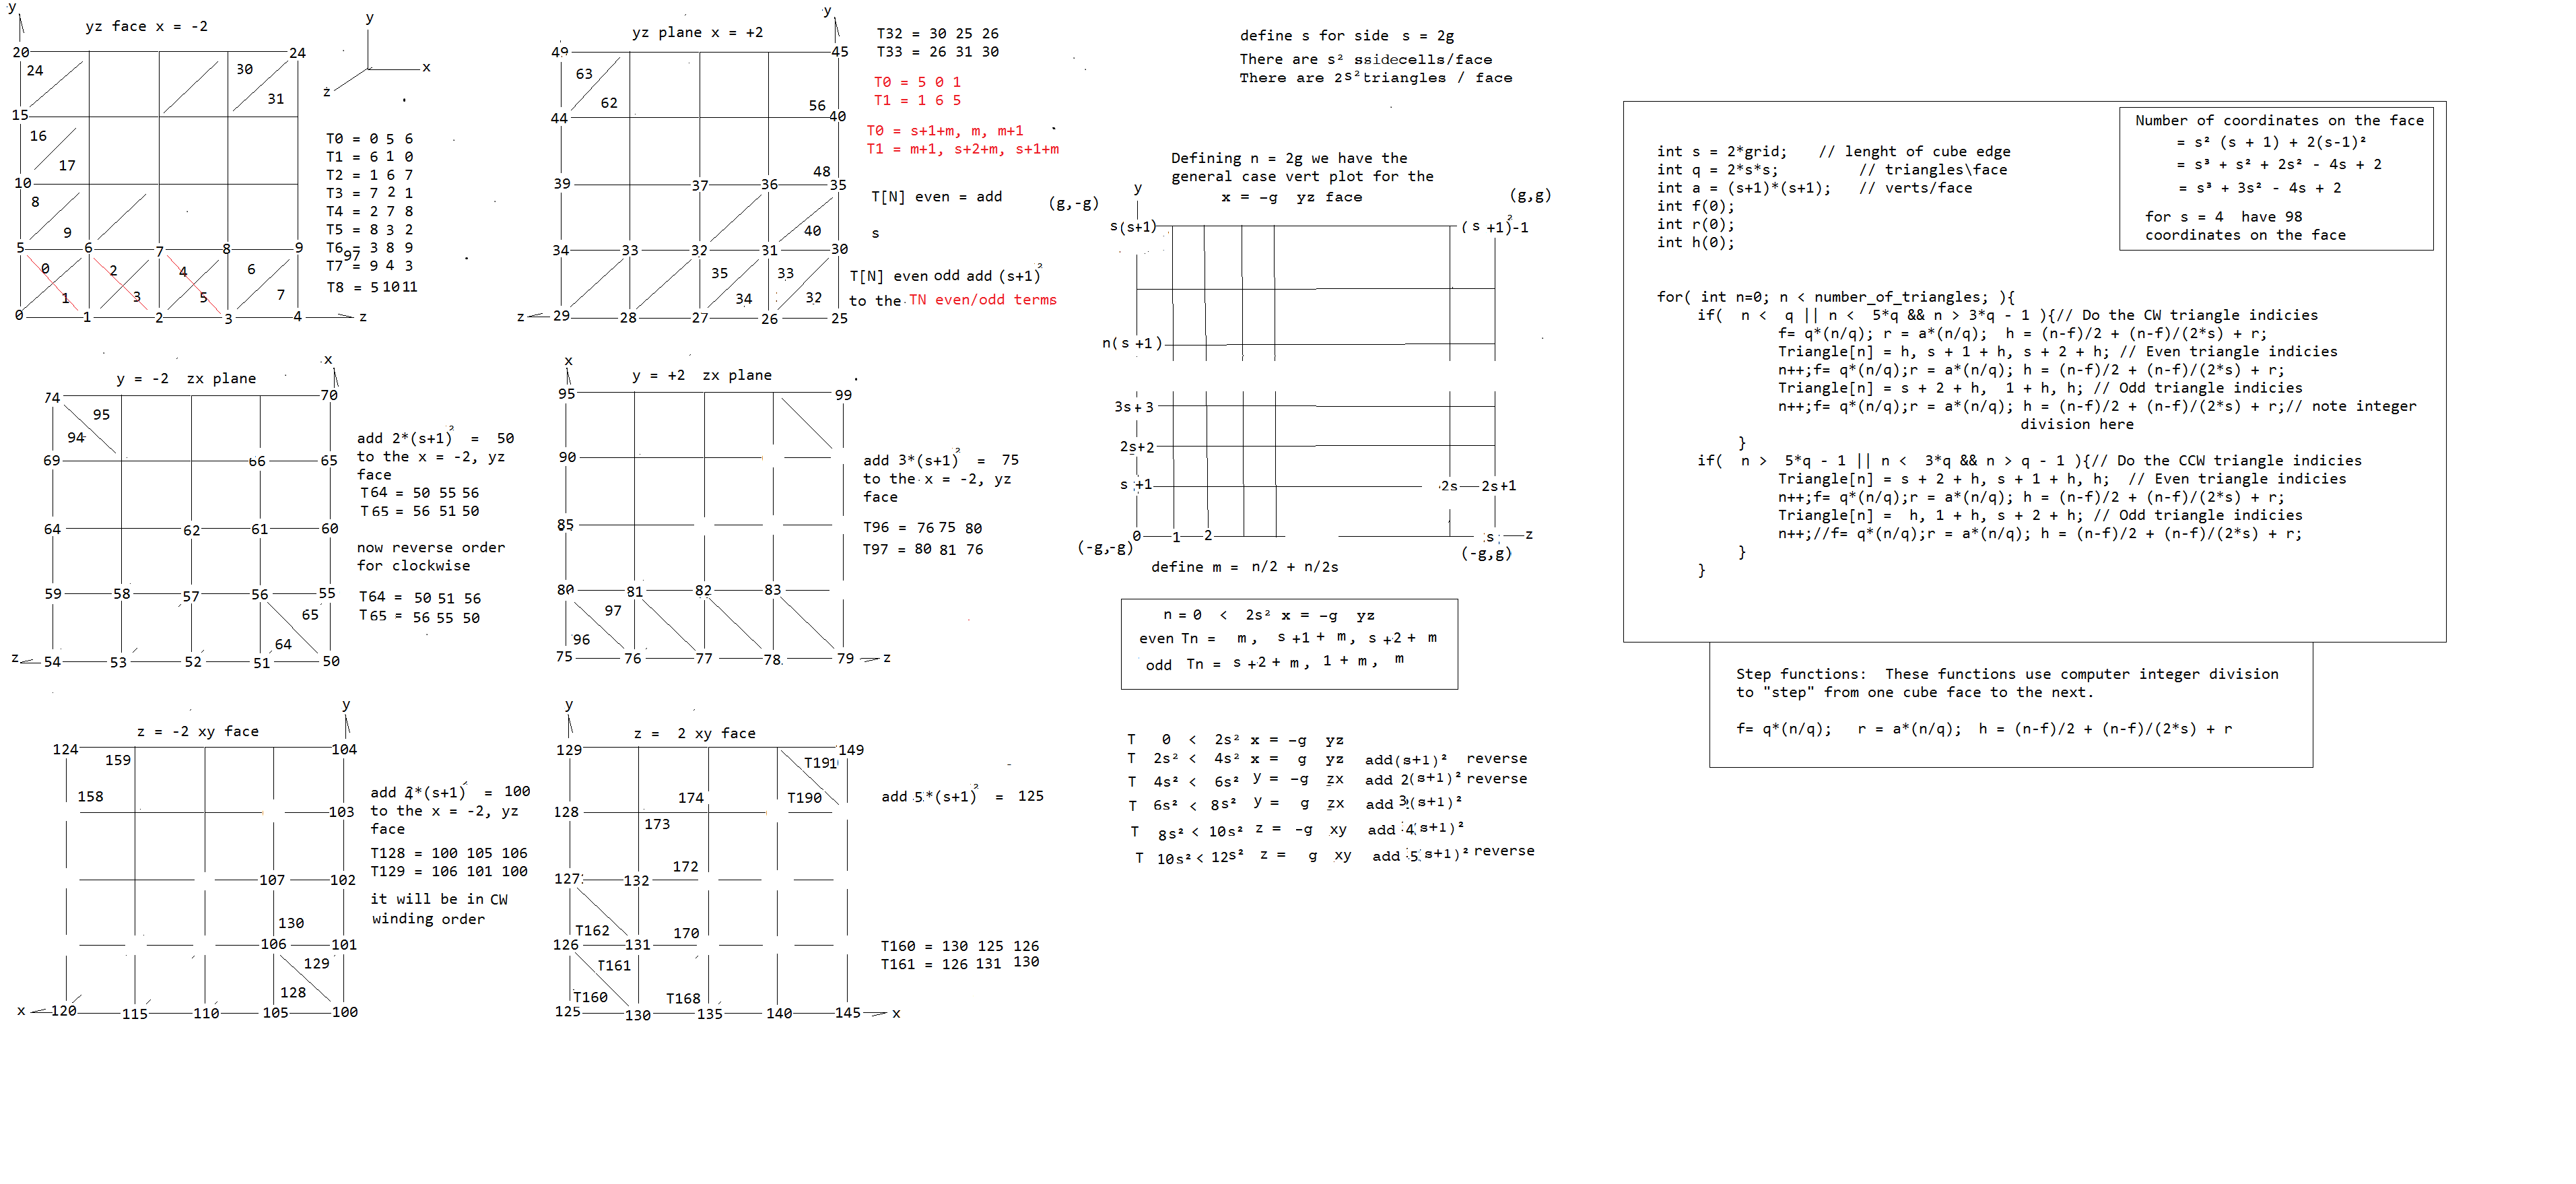 y
yz face x = -2
20
24
24
30
31
15
16
17
10
8
9
5
6
7
8
9
0
2
4
6
1
3
5
7
0
1
2
3
4
z
y
x
z
T0 = 0 5 6
T1 = 6 1 0
T2 = 1 6 7
T3 = 7 2 1
T4 = 2 7 8
T5 = 8 3 2
T6 = 3 8 9
97
T7 = 9 4 3
T8 = 5 10 11
y
yz plane x = +2
49
45
63
62
56
44
40
48
39
37
36
35
40
34
33
32
31
30
35
33
34
32
z
29
28
27
26
25
T32 = 30 25 26
T33 = 26 31 30
T0 = 5 0 1
T1 = 1 6 5
T0 = s+1+m, m, m+1
T1 = m+1, s+2+m, s+1+m
T[N] even = add
s
T[N] even odd add (s+1)²
to the TN even/odd terms
x
y = -2 zx plane
74
70
95
94
69
66
65
64
62
61
60
59
58
57
56
55
65
64
z
54
53
52
51
50
add 2*(s+1)² = 50
to the x = -2, yz
face
T64 = 50 55 56
T65 = 56 51 50
now reverse order
for clockwise
T64 = 50 51 56
T65 = 56 55 50
x
y = +2 zx plane
95
99
90
85
80
81
82
83
97
96
75
76
77
78
79
z
add 3*(s+1)² = 75
to the x = -2, yz
face
T96 = 76 75 80
T97 = 80 81 76
y
z = -2 xy face
124
104
159
158
103
107
102
130
106
101
129
128
x
120
115
110
105
100
add 4*(s+1)² = 100
to the x = -2, yz
face
T128 = 100 105 106
T129 = 106 101 100
it will be in CW
winding order
y
z = 2 xy face
129
149
T191
174
T190
128
173
172
127
132
T162
170
126
131
T161
T160
T168
125
130
135
140
145
x
add 5*(s+1)² = 125
T160 = 130 125 126
T161 = 126 131 130
define s for side s = 2g
There are s² ssidecells/face
There are 2s² triangles / face
Defining n = 2g we have the
general case vert plot for the
x = -g yz face
y
(g,-g)
(g,g)
s(s+1)
(s +1)²-1
n(s +1)
3s+3
2s+2
s +1
2s
2s+1
0
1
2
s
z
(-g,-g)
(-g,g)
define m = n/2 + n/2s
n = 0 < 2s² x = -g yz
even Tn = m, s +1 + m, s +2 + m
odd Tn = s +2 + m, 1 + m, m
T 0 < 2s² x = -g yz
T 2s² < 4s² x = g yz add(s+1)² reverse
T 4s² < 6s² y = -g zx add 2(s+1)² reverse
T 6s² < 8s² y = g zx add 3(s+1)²
T 8s² < 10s² z = -g xy add 4(s+1)²
T 10s² < 12s² z = g xy add 5(s+1)² reverse
Number of coordinates on the face
= s² (s + 1) + 2(s-1)²
= s³ + s² + 2s² - 4s + 2
= s³ + 3s² - 4s + 2
for s = 4 have 98
coordinates on the face
int s = 2*grid; // lenght of cube edge
int q = 2*s*s; // triangles\face
int a = (s+1)*(s+1); // verts/face
int f(0);
int r(0);
int h(0);
for( int n=0; n < number_of_triangles; ){
if( n < q || n < 5*q && n > 3*q - 1 ){// Do the CW triangle indicies
f= q*(n/q); r = a*(n/q); h = (n-f)/2 + (n-f)/(2*s) + r;
Triangle[n] = h, s + 1 + h, s + 2 + h; // Even triangle indicies
n++;f= q*(n/q);r = a*(n/q); h = (n-f)/2 + (n-f)/(2*s) + r;
Triangle[n] = s + 2 + h, 1 + h, h; // Odd triangle indicies
n++;f= q*(n/q);r = a*(n/q); h = (n-f)/2 + (n-f)/(2*s) + r;// note integer
division here
}
if( n > 5*q - 1 || n < 3*q && n > q - 1 ){// Do the CCW triangle indicies
Triangle[n] = s + 2 + h, s + 1 + h, h; // Even triangle indicies
n++;f= q*(n/q);r = a*(n/q); h = (n-f)/2 + (n-f)/(2*s) + r;
Triangle[n] = h, 1 + h, s + 2 + h; // Odd triangle indicies
n++;//f= q*(n/q);r = a*(n/q); h = (n-f)/2 + (n-f)/(2*s) + r;
}
}
Step functions: These functions use computer integer division
to "step" from one cube face to the next.
f= q*(n/q); r = a*(n/q); h = (n-f)/2 + (n-f)/(2*s) + r